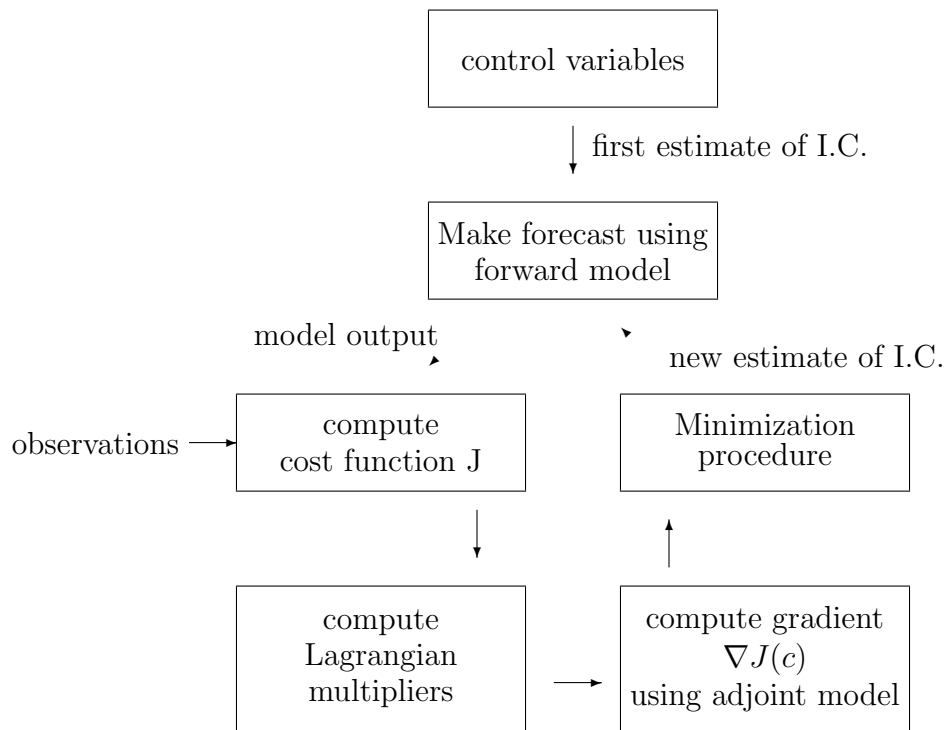 control variables
first estimate of I.C.
Make forecast using
forward model
model output
new estimate of I.C.
observations
compute
cost function J
Minimization
procedure
compute
Lagrangian
multipliers
compute gradient
∇J(c)
using adjoint model